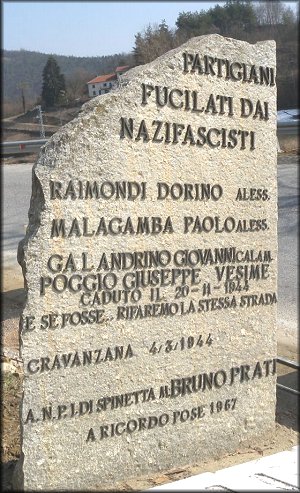 PARTIGIANI
FUCILATI DAI
NAZIFASCISTI
RAIMONDI DORINO ALESS.
MALAGAMBA PAOLO ALESS.
GALANDRINO GIOVANNI CALAM.
POGGIO GIUSEPPE VESIME
CADUTO IL 20-11-1944
E SE FOSSE.. RIFAREMO LA STESSA STRADA
GRAVANZANA 4/3/1944
A.N.P.I. DI SPINETTA M. BRUNO PRATI
A RICORDO POSE 1967